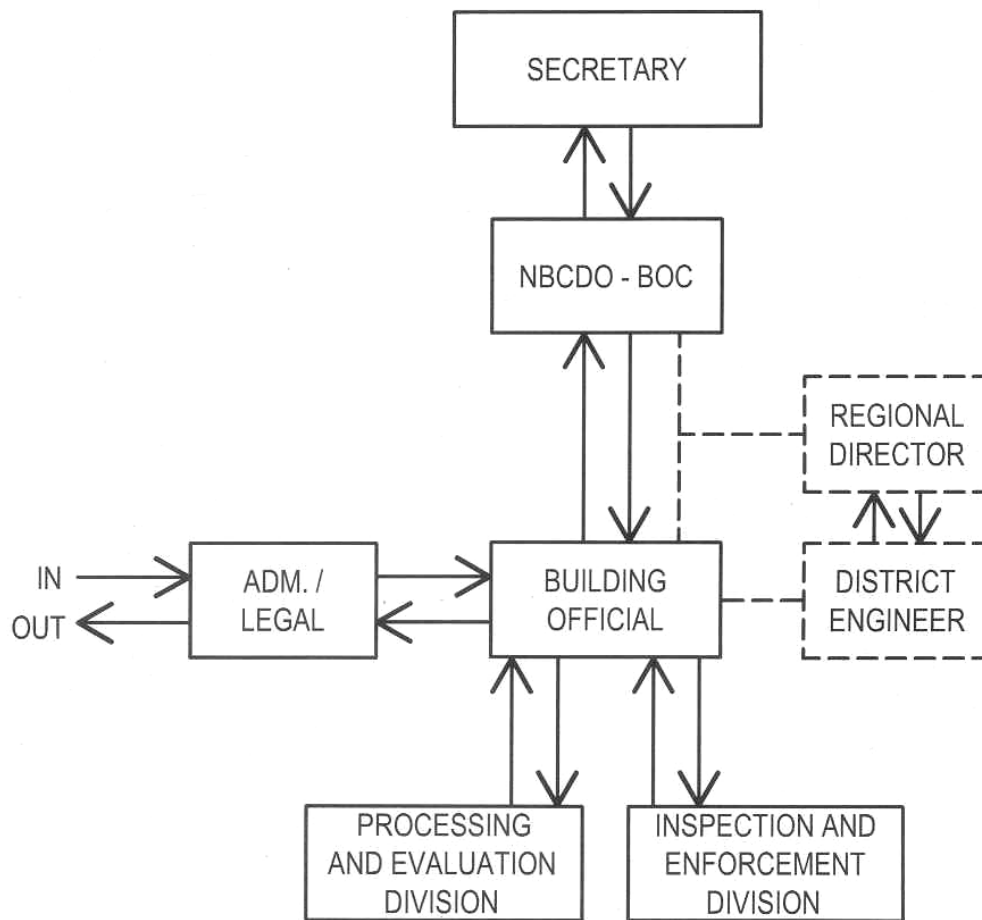 SECRETARY
NBCDO - BOC
REGIONAL
DIRECTOR
IN
OUT
ADM. /
LEGAL
BUILDING
OFFICIAL
DISTRICT
ENGINEER
PROCESSING
AND EVALUATION
DIVISION
INSPECTION AND
ENFORCEMENT
DIVISION